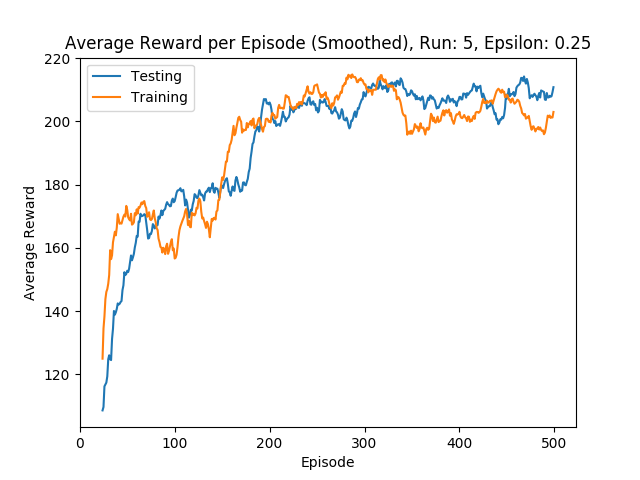 Average Reward per Episode (Smoothed), Run: 5, Epsilon: 0.25
Testing
Training
Average Reward
220
200
180
160
140
120
0 100 200 300 400 500
Episode